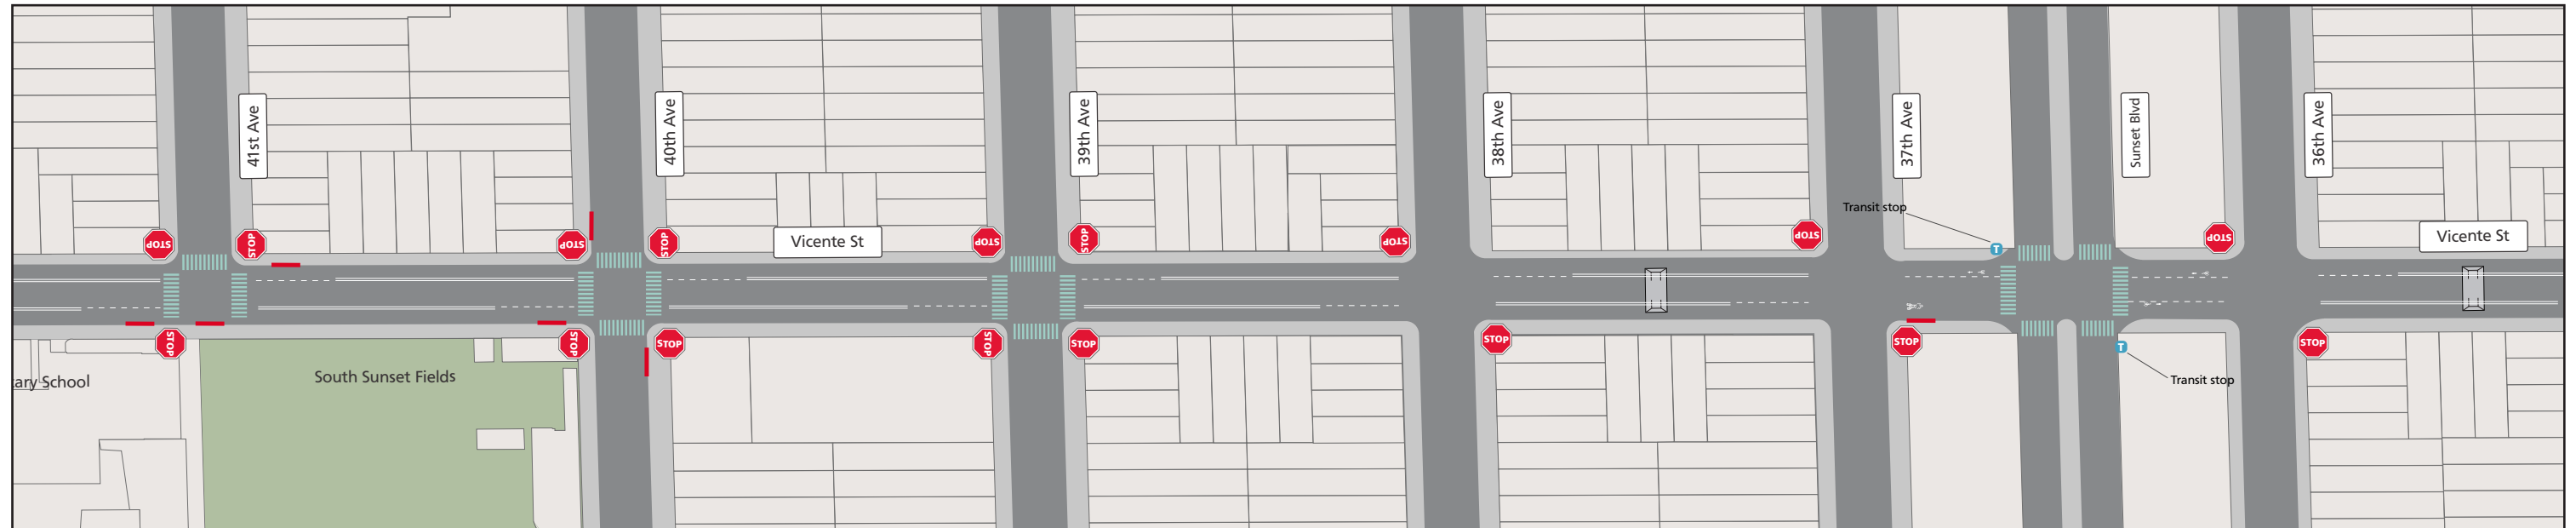 41st Ave
40th Ave
39th Ave
38th Ave
37th Ave
Sunset Blvd
36th Ave
Transit stop
STOP
STOP
STOP
STOP
Vicente St
STOP
STOP
STOP
STOP
T
STOP
Vicente St
STOP
STOP
STOP
STOP
STOP
STOP
STOP
T
STOP
ary School
South Sunset Fields
Transit stop